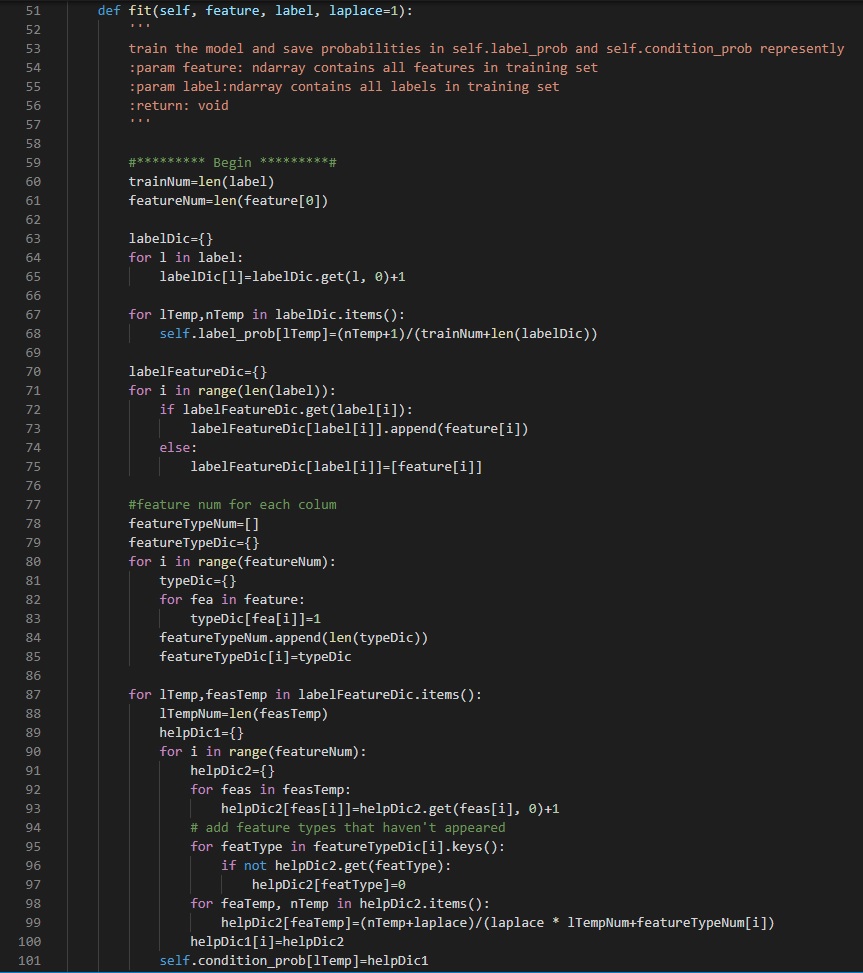 51 def fit(self, feature, label, laplace=1):
52 '''
53 train the model and save probabilities in self.label_prob and self.condition_prob represently
54 :param feature: ndarray contains all features in training set
55 :param label:ndarray contains all labels in training set
56 :return: void
57 '''
58
59 #********* Begin *********#
60 trainNum=len(label)
61 featureNum=len(feature[0])
62
63 labelDic={}
64 for l in label:
65 labelDic[l]=labelDic.get(l, 0)+1
66
67 for lTemp,nTemp in labelDic.items():
68 self.label_prob[lTemp]=(nTemp+1)/(trainNum+len(labelDic))
69
70 labelFeatureDic={}
71 for i in range(len(label)):
72 if labelFeatureDic.get(label[i]):
73 labelFeatureDic[label[i]].append(feature[i])
74 else:
75 labelFeatureDic[label[i]]=[feature[i]]
76
77 #feature num for each colum
78 featureTypeNum=[]
79 featureTypeDic={}
80 for i in range(featureNum):
81 typeDic={}
82 for fea in feature:
83 typeDic[fea[i]]=1
84 featureTypeNum.append(len(typeDic))
85 featureTypeDic[i]=typeDic
86
87 for lTemp,feasTemp in labelFeatureDic.items():
88 lTempNum=len(feasTemp)
89 helpDic1={}
90 for i in range(featureNum):
91 helpDic2={}
92 for feas in feasTemp:
93 helpDic2[feas[i]]=helpDic2.get(feas[i], 0)+1
94 # add feature types that haven't appeared
95 for featType in featureTypeDic[i].keys():
96 if not helpDic2.get(featType):
97 helpDic2[featType]=0
98 for feaTemp, nTemp in helpDic2.items():
99 helpDic2[feaTemp]=(nTemp+laplace)/(laplace * lTempNum+featureTypeNum[i])
100 helpDic1[i]=helpDic2
101 self.condition_prob[lTemp]=helpDic1